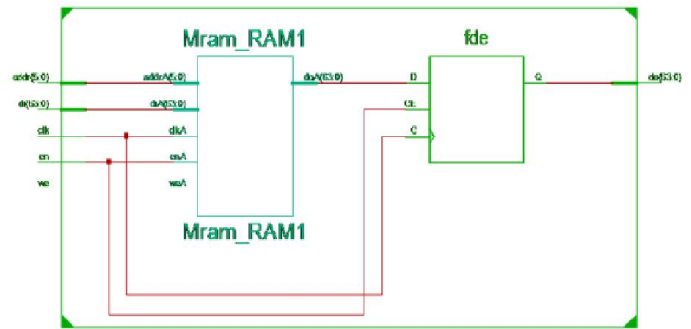 Mram_RAM1
fde
addr(5:0)
addrA(5:0)
doA(63:0)
D
Q
do(63:0)
di(63:0)
diA(63:0)
CE
clk
clkA
C
en
enA
we
weA
Mram_RAM1